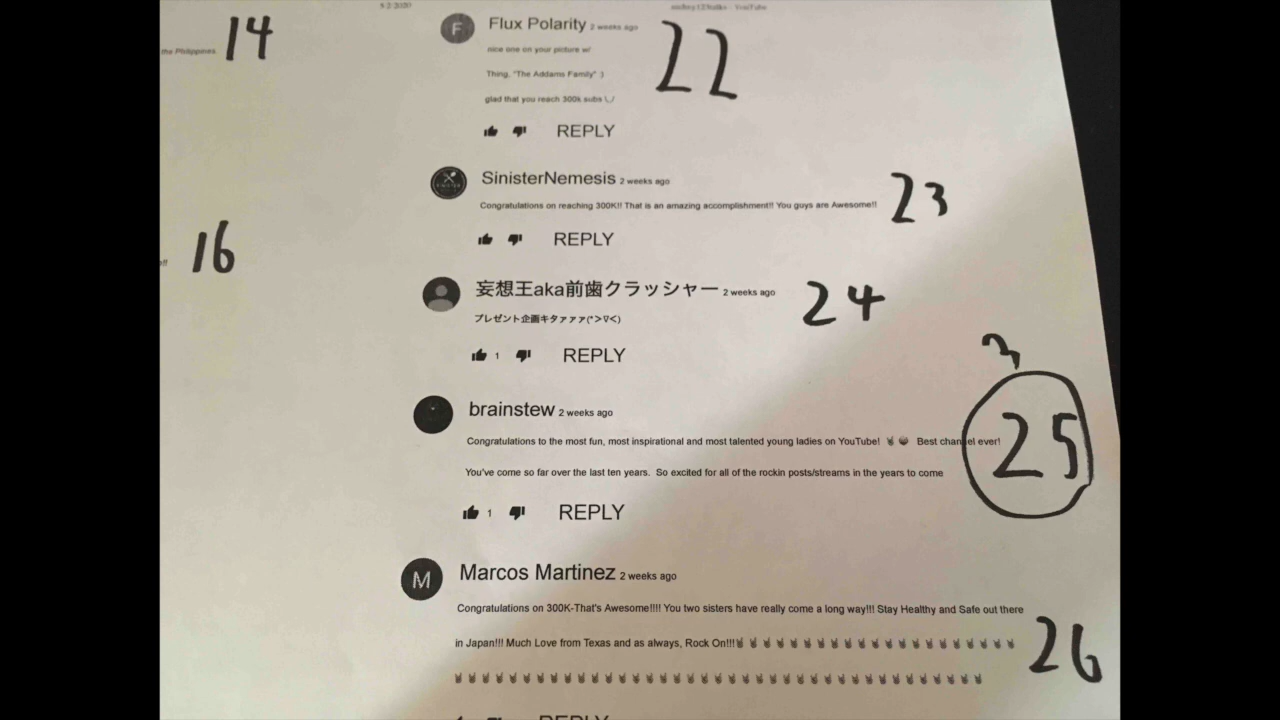 8/2/2020
the Philippines.
14
Flux Polarity 2 weeks ago
nice one on your picture w/
Thing, "The Addams Family" :)
glad that you reach 300k subs \,,/
22
REPLY
SinisterNemesis 2 weeks ago
Congratulations on reaching 300K!! That is an amazing accomplishment!! You guys are Awesome!!
23
REPLY
16
妄想王aka前歯クラッシャー 2 weeks ago
プレゼント企画キタァァァ(*>∇<)
24
1 REPLY
3
brainstew 2 weeks ago
Congratulations to the most fun, most inspirational and most talented young ladies on YouTube! 🤘 Best channel ever!
You've come so far over the last ten years. So excited for all of the rockin posts/streams in the years to come
25
1 REPLY
M
Marcos Martinez 2 weeks ago
Congratulations on 300K-That's Awesome!!!! You two sisters have really come a long way!!! Stay Healthy and Safe out there
in Japan!!! Much Love from Texas and as always, Rock On!!!
26
REPLY